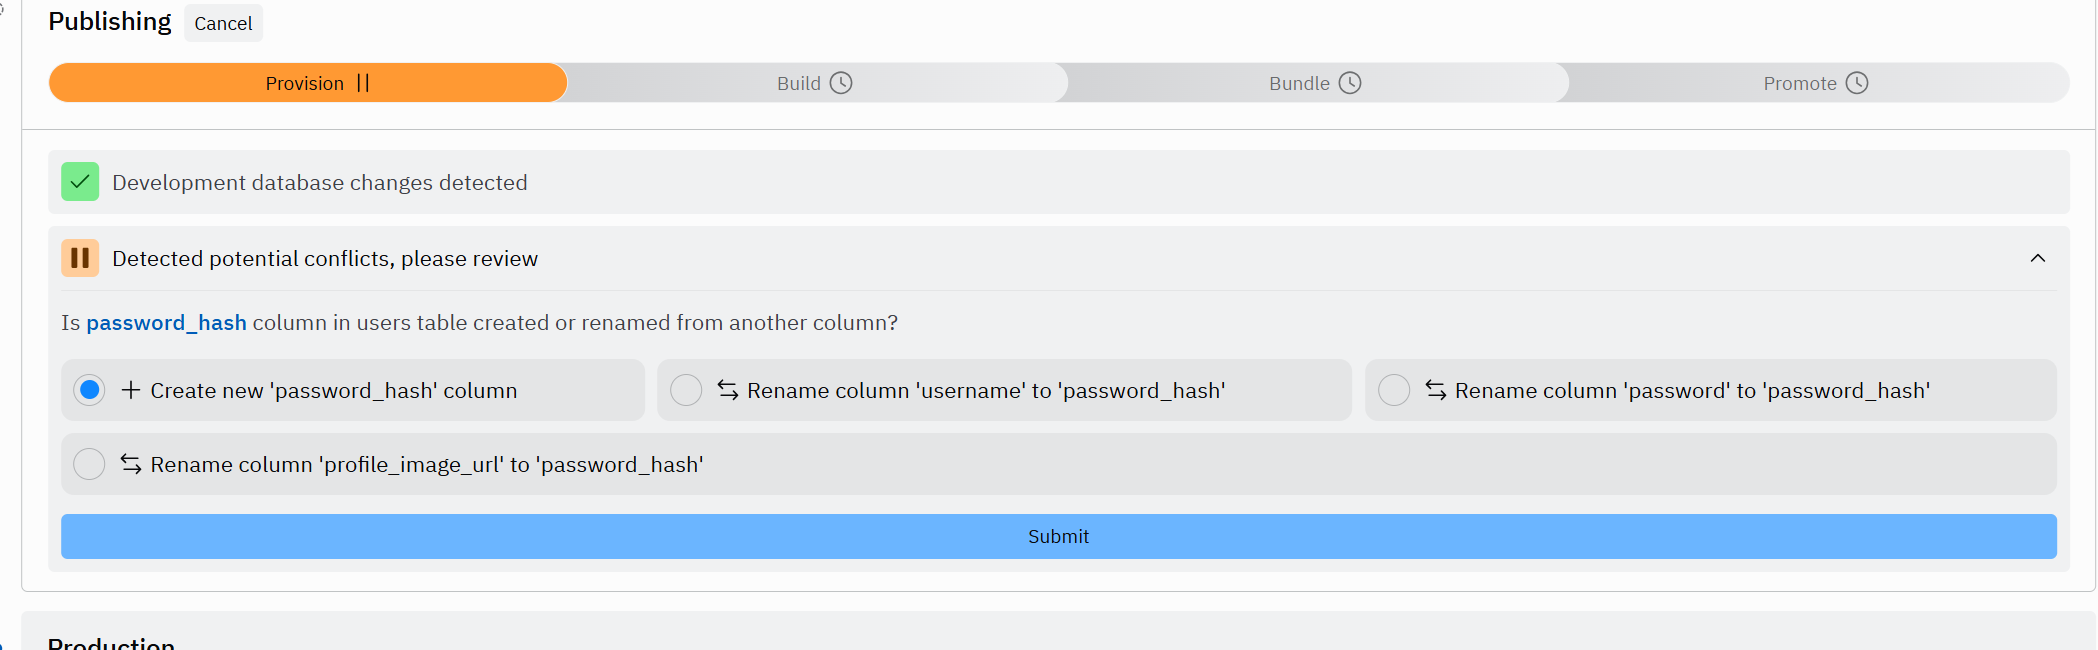 Publishing Cancel
Provision Build Bundle Promote
Development database changes detected
Detected potential conflicts, please review
Is password_hash column in users table created or renamed from another column?
Create new 'password_hash' column
Rename column 'username' to 'password_hash'
Rename column 'password' to 'password_hash'
Rename column 'profile_image_url' to 'password_hash'
Submit
Production